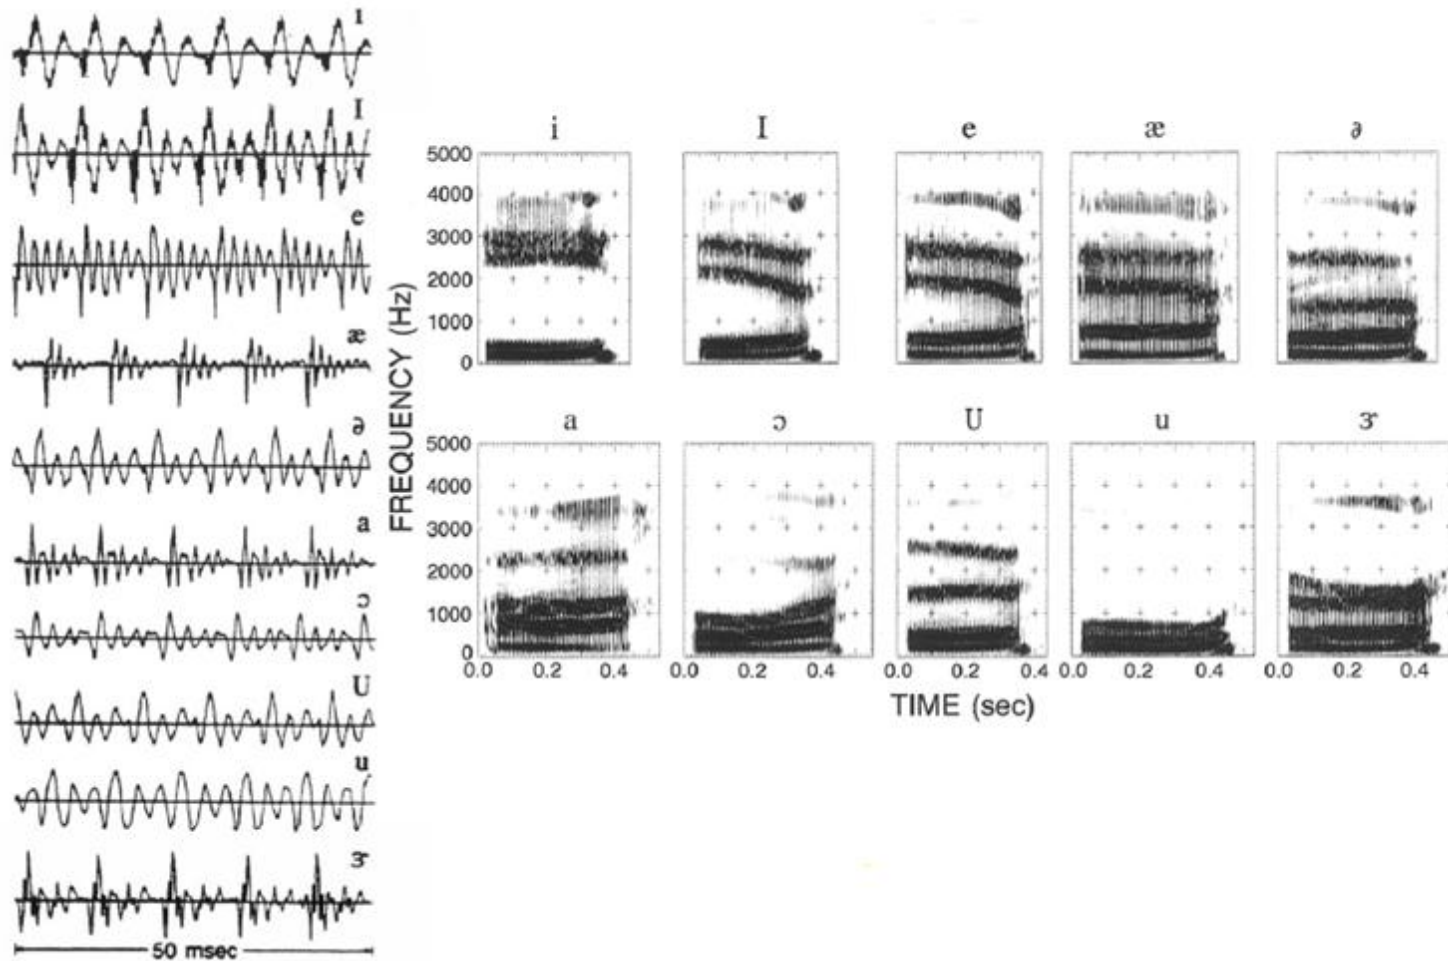 i
I
e
æ
ə
a
ɔ
U
u
ɝ
50 msec
i I e æ ə
5000
4000
3000
2000
1000
0
a ɔ U u ɝ
5000
4000
3000
2000
1000
0
FREQUENCY (Hz)
0.0 0.2 0.4 0.0 0.2 0.4 0.0 0.2 0.4 0.0 0.2 0.4 0.0 0.2 0.4
TIME (sec)